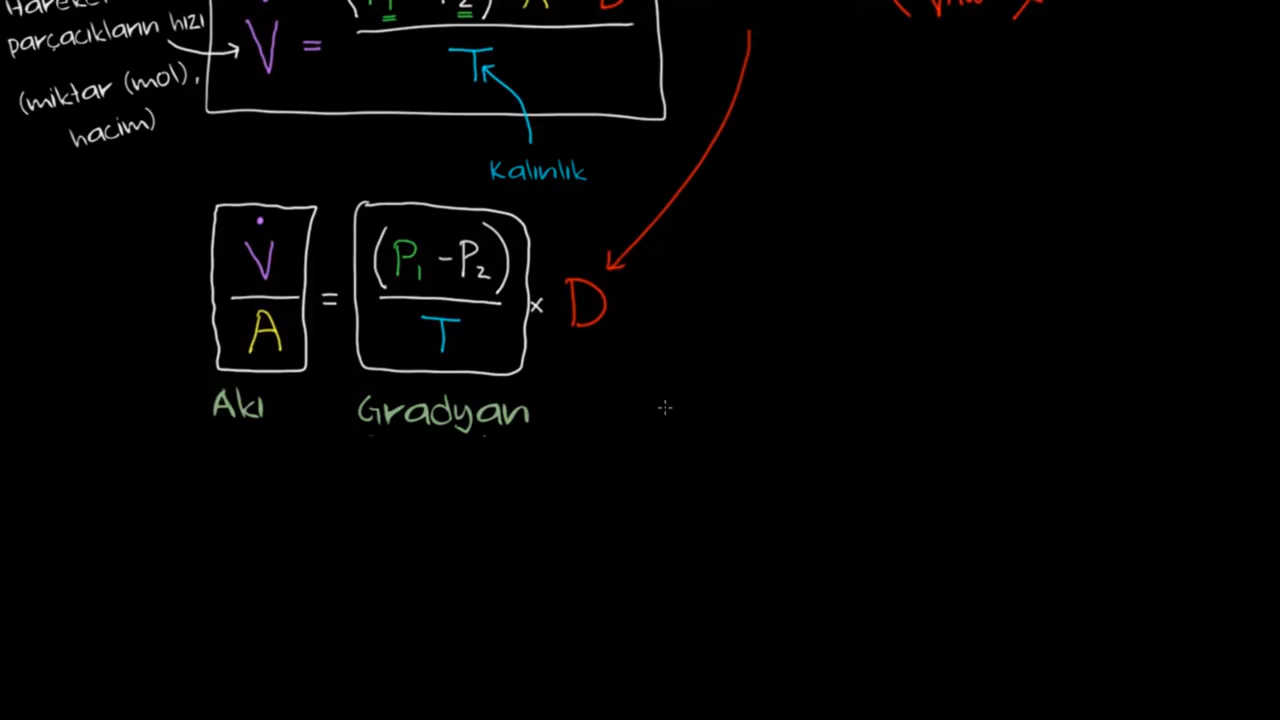 parçacıkların hızı
(miktar (mol),
hacim)
V̇ =
T
Kalınlık
V̇ / A = (P₁ - P₂) / T × D
Akı Gradyan